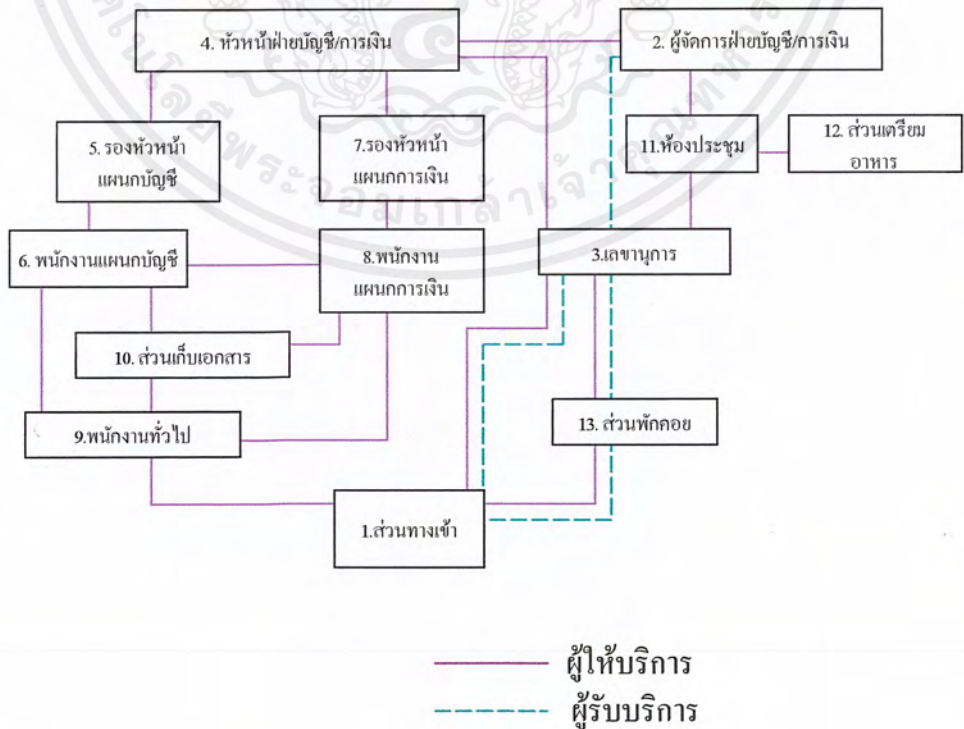 4. หัวหน้าฝ่ายบัญชี/การเงิน
2. ผู้จัดการฝ่ายบัญชี/การเงิน
5. รองหัวหน้า
แผนกบัญชี
7.รองหัวหน้า
แผนกการเงิน
11.ห้องประชุม
12. ส่วนเตรียม
อาหาร
6. พนักงานแผนกบัญชี
8.พนักงาน
แผนกการเงิน
3.เลขานุการ
10. ส่วนเก็บเอกสาร
9.พนักงานทั่วไป
13. ส่วนพักคอย
1.ส่วนทางเข้า
ผู้ให้บริการ
ผู้รับบริการ